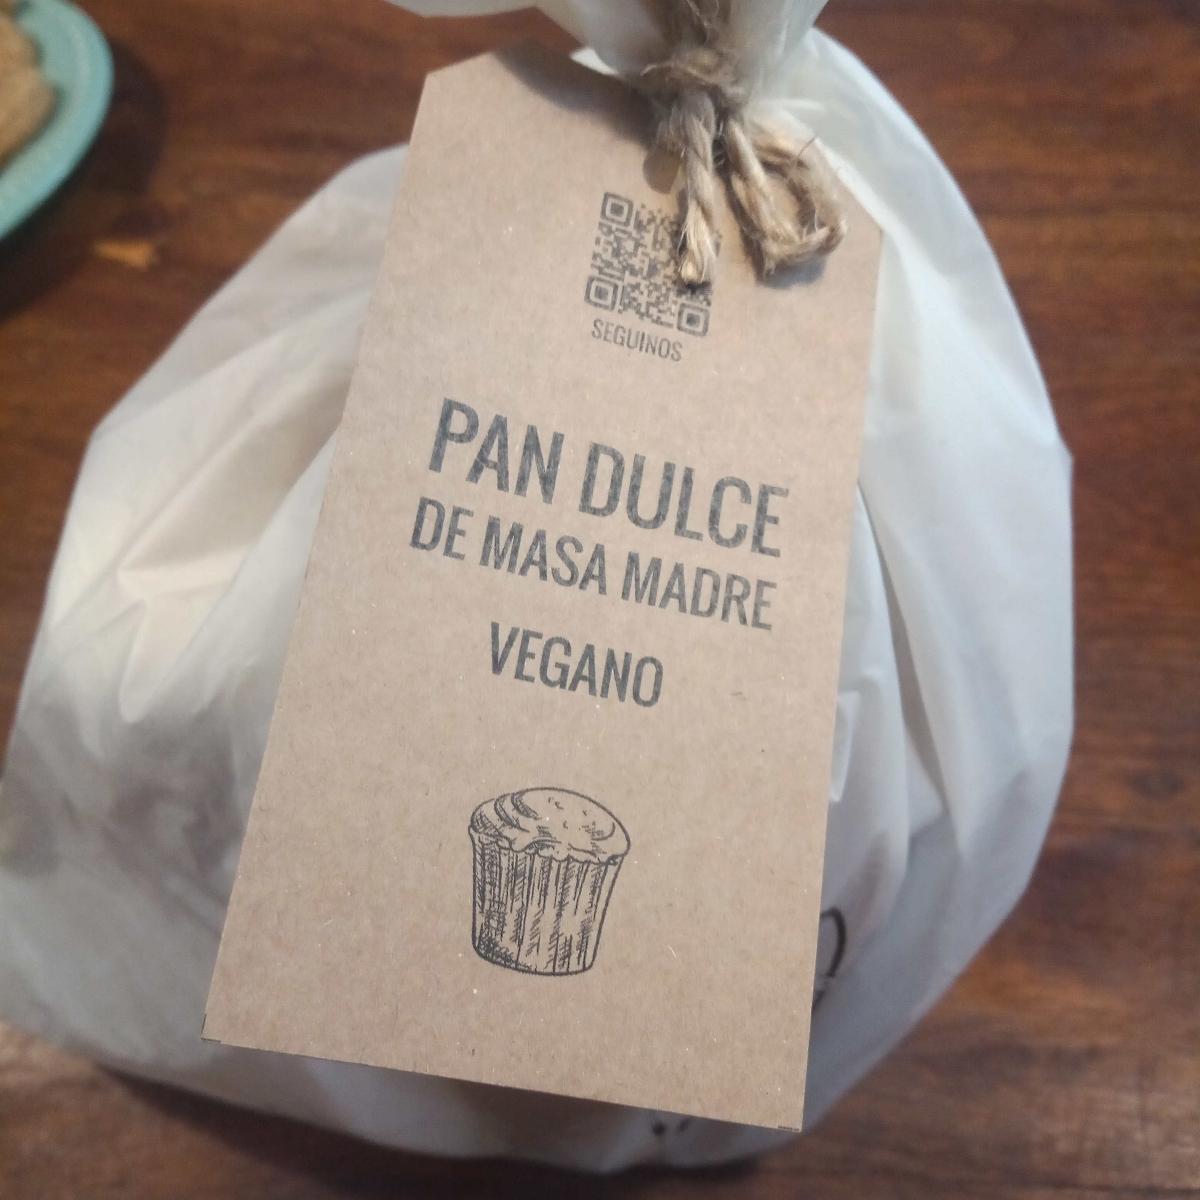 SEGUINOS
PAN DULCE
DE MASA MADRE
VEGANO